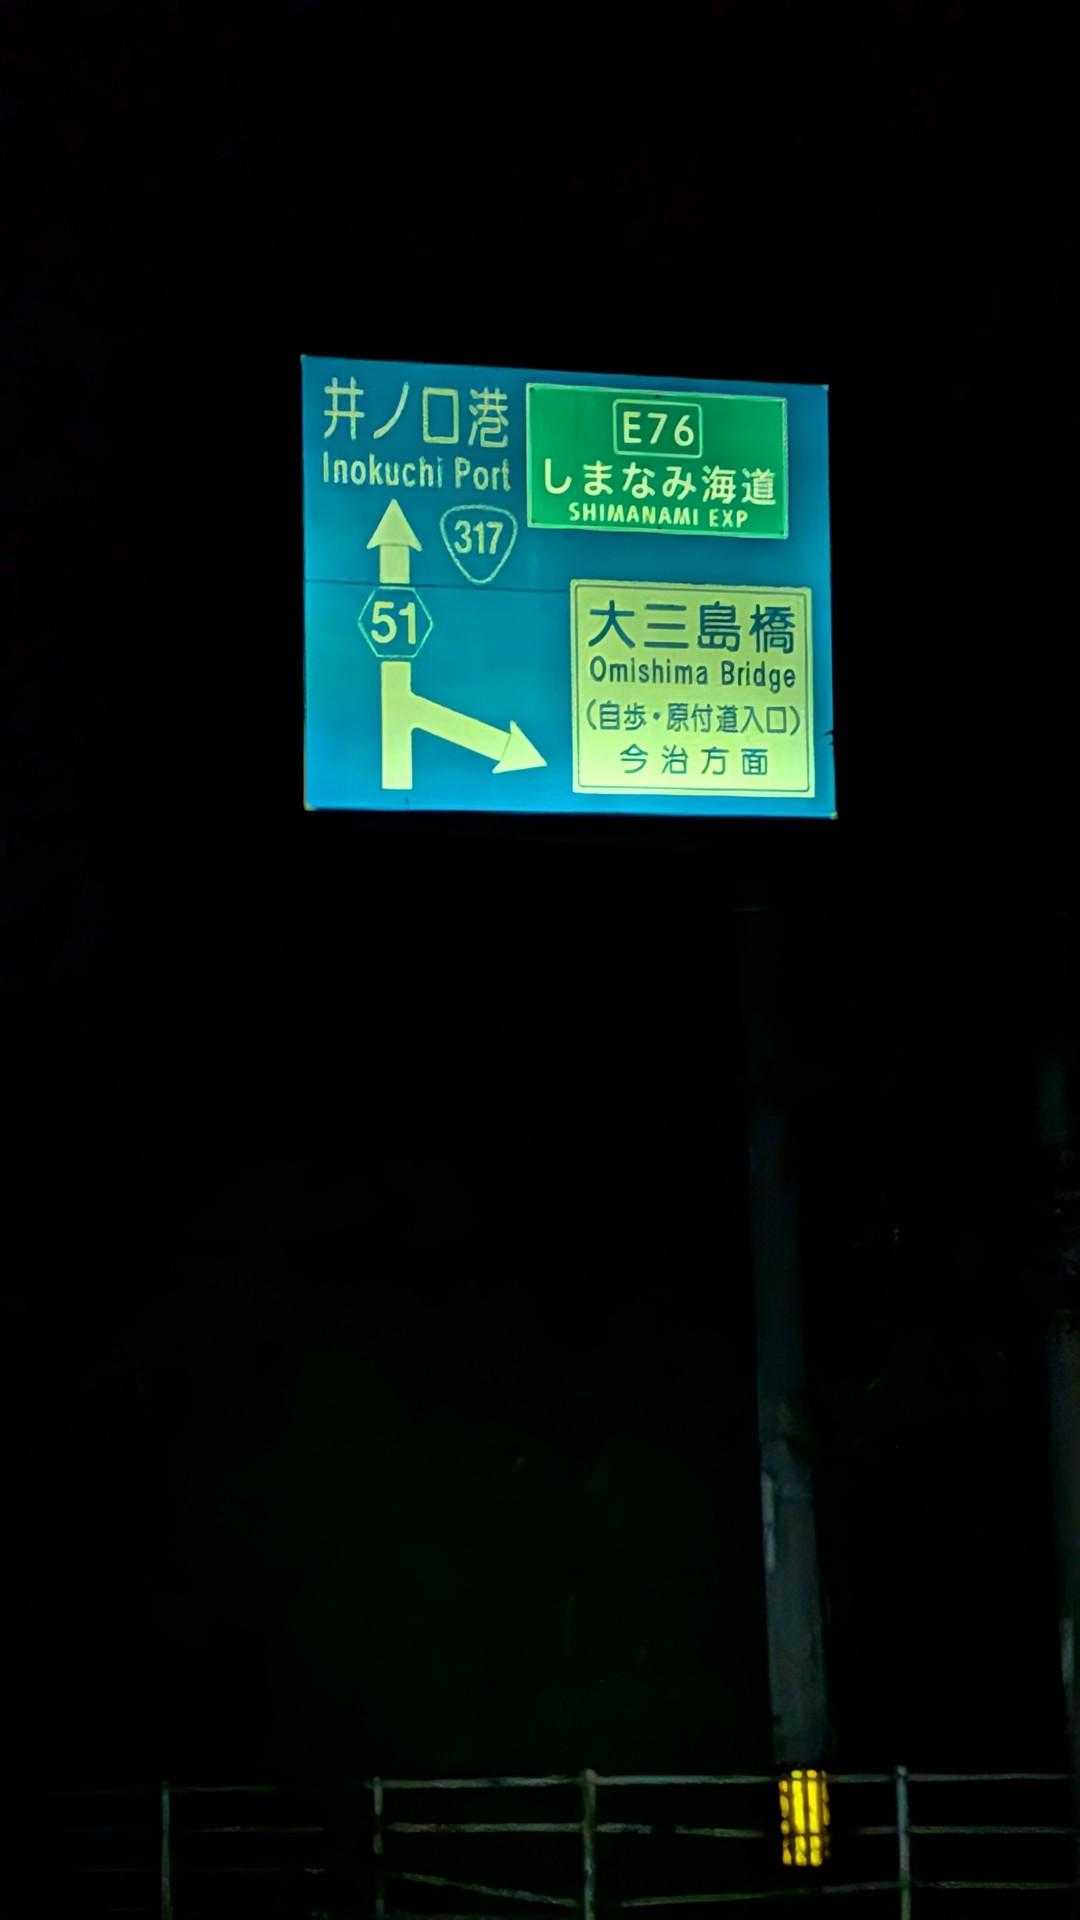 井ノ口港
Inokuchi Port
317
51
E76
しまなみ海道
SHIMANAMI EXP
大三島橋
Omishima Bridge
(自歩・原付道入口)
今治方面